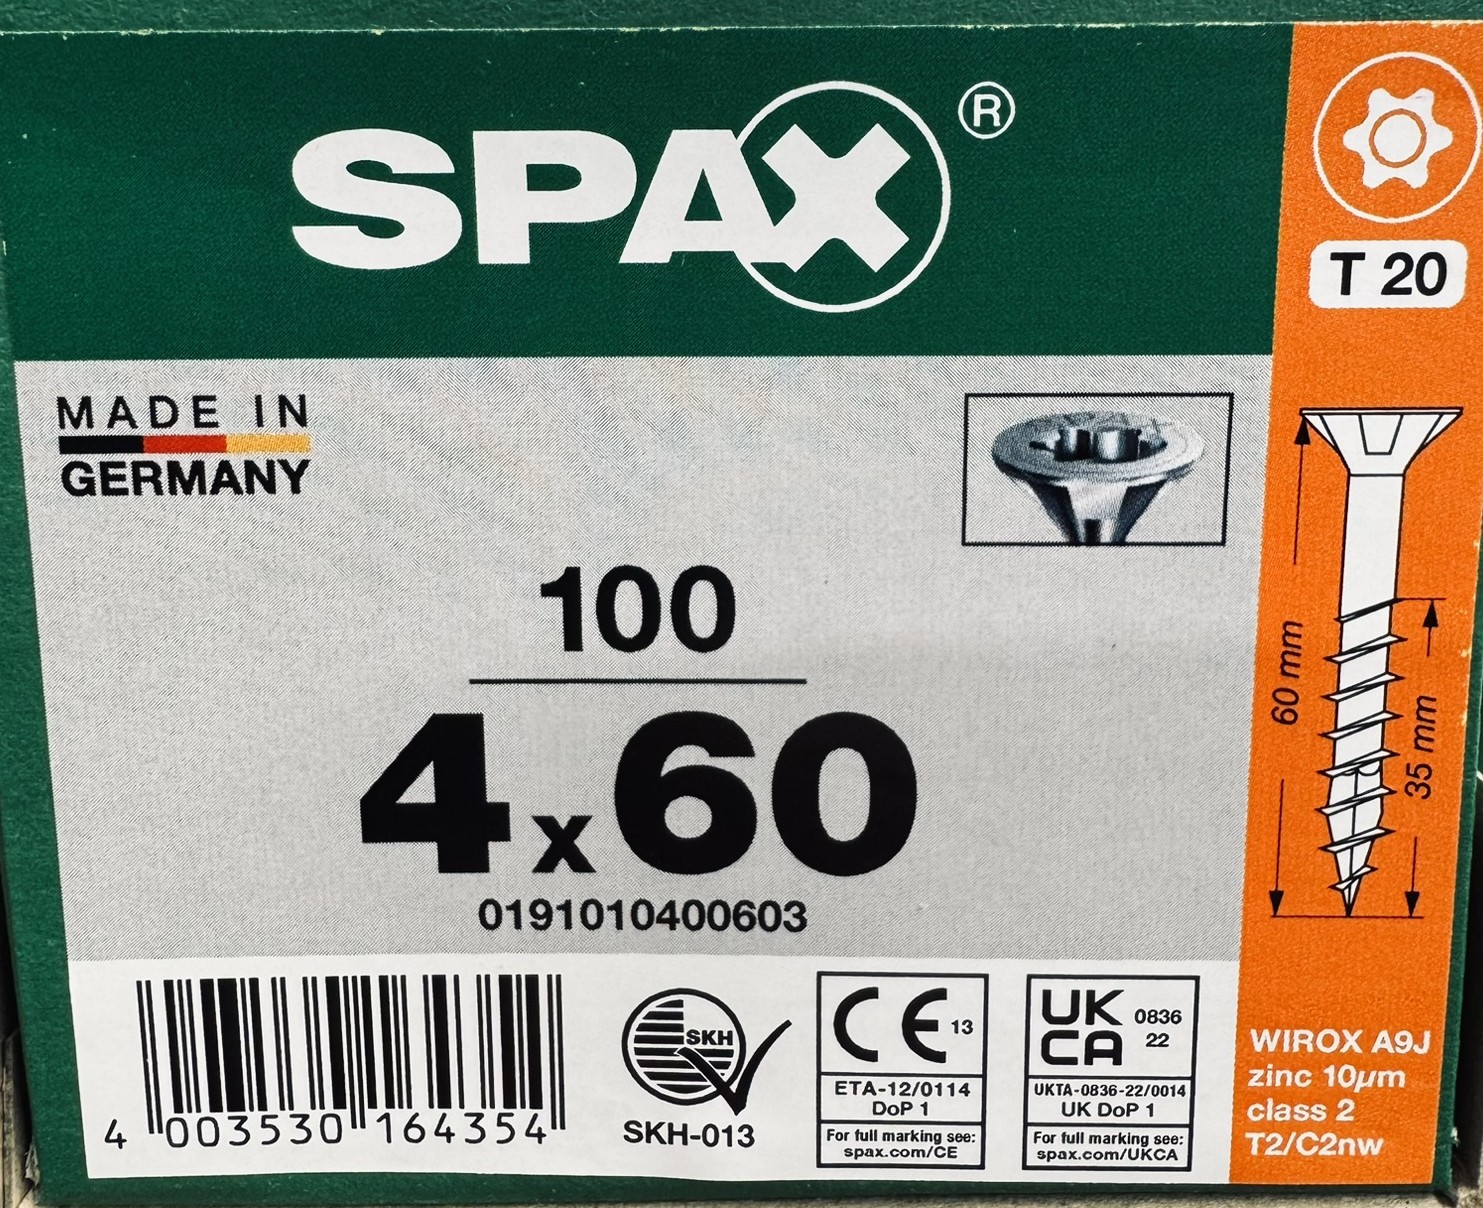 SPAX®
T 20
MADE IN
GERMANY
100
4 x 60
0191010400603
60 mm
35 mm
4 003530 164354
SKH
SKH-013
CE 13
ETA-12/0114
DoP 1
For full marking see:
spax.com/CE
UK
CA
0836
22
UKTA-0836-22/0014
UK DoP 1
For full marking see:
spax.com/UKCA
WIROX A9J
zinc 10µm
class 2
T2/C2nw